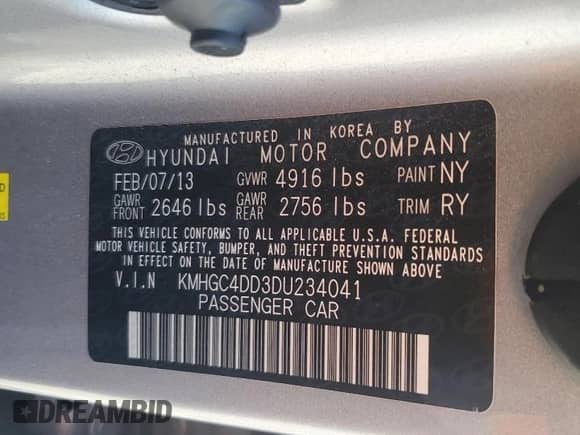 MANUFACTURED IN KOREA BY
HYUNDAI MOTOR COMPANY
FEB/07/13 GVWR 4916 lbs PAINT NY
GAWR FRONT 2646 lbs GAWR REAR 2756 lbs TRIM RY
THIS VEHICLE CONFORMS TO ALL APPLICABLE U.S.A. FEDERAL
MOTOR VEHICLE SAFETY, BUMPER, AND THEFT PREVENTION STANDARDS
IN EFFECT ON THE DATE OF MANUFACTURE SHOWN ABOVE
V.I.N KMHGC4DD3DU234041
PASSENGER CAR
DREAMBID